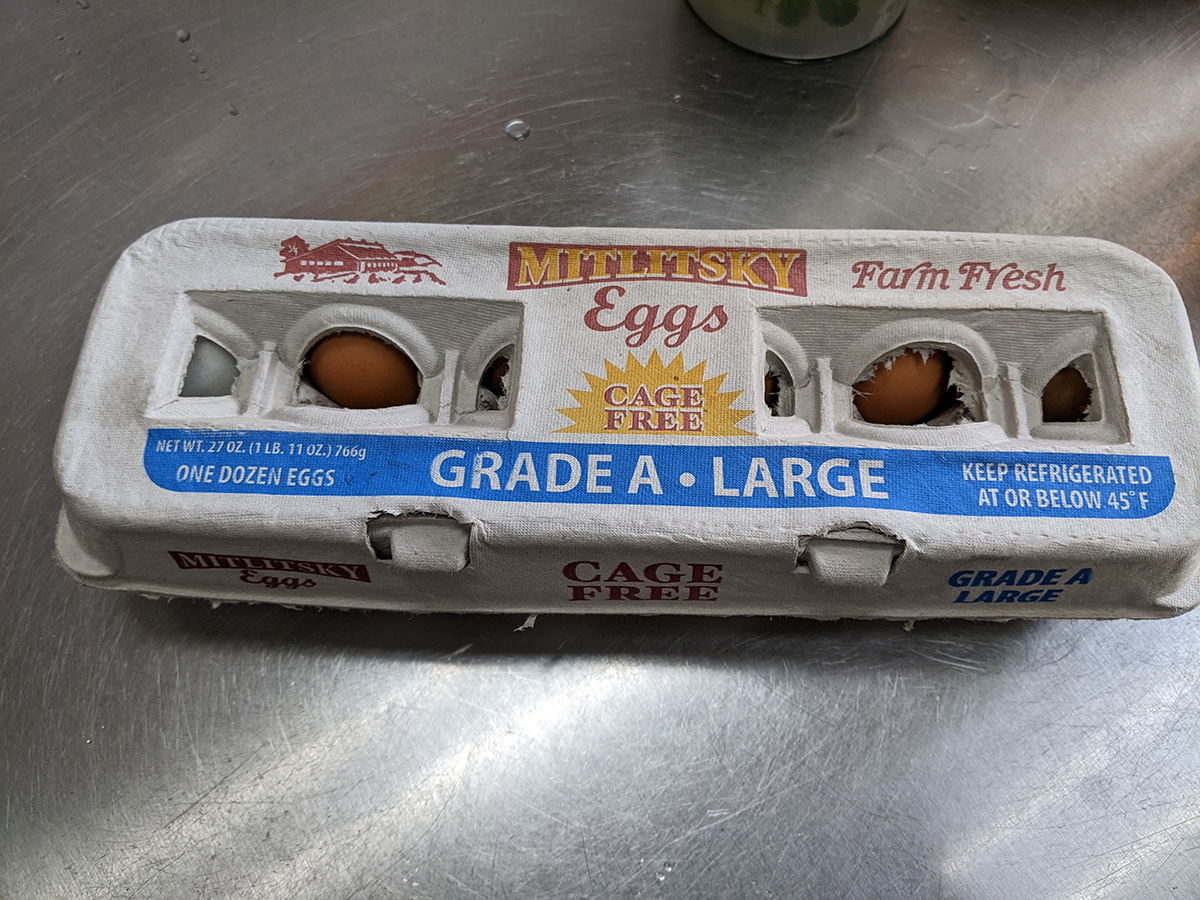 MITLITSKY
Eggs
Farm Fresh
CAGE
FREE
NET WT. 27 OZ. (1 LB. 11 OZ.) 766g
ONE DOZEN EGGS
GRADE A • LARGE
KEEP REFRIGERATED
AT OR BELOW 45°F
MITLITSKY
Eggs
CAGE
FREE
GRADE A
LARGE